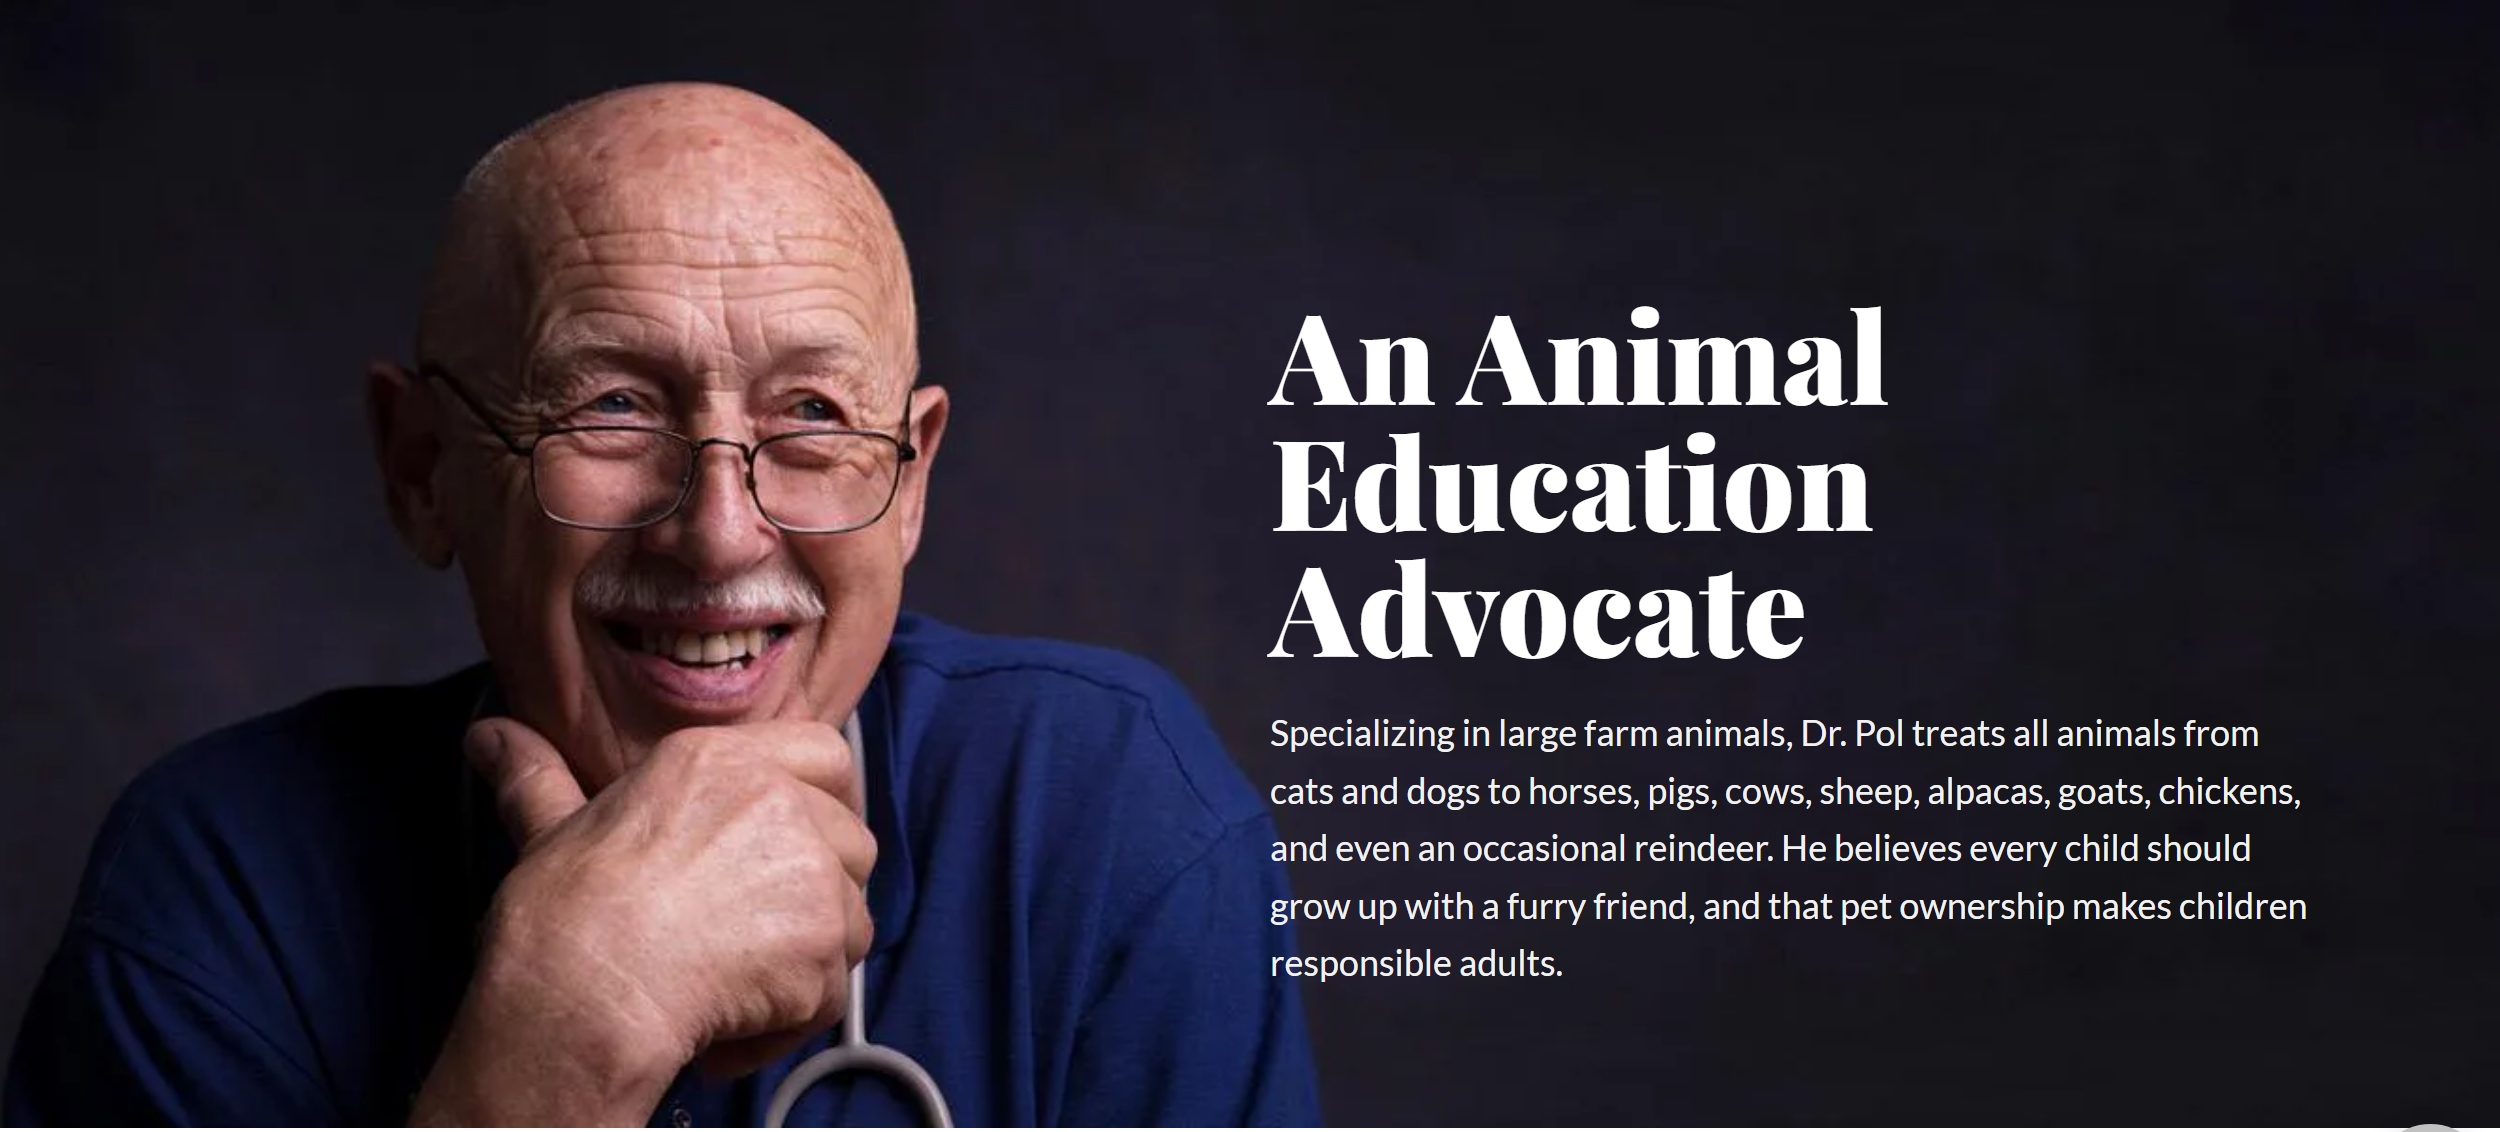 An Animal
Education
Advocate
Specializing in large farm animals, Dr. Pol treats all animals from
cats and dogs to horses, pigs, cows, sheep, alpacas, goats, chickens,
and even an occasional reindeer. He believes every child should
grow up with a furry friend, and that pet ownership makes children
responsible adults.